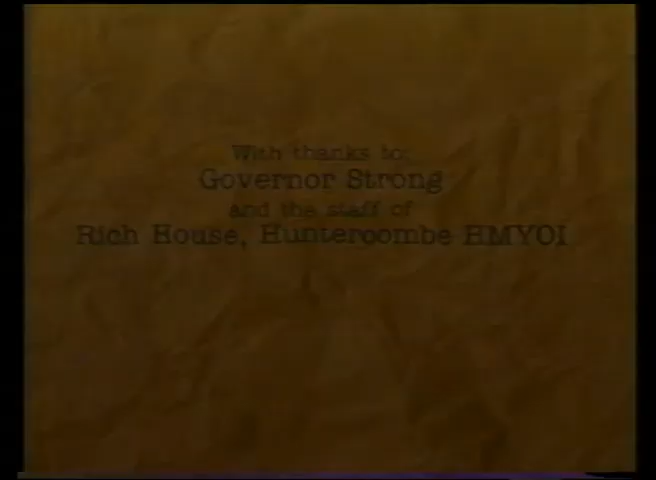 With thanks to:
Governor Strong
and the staff of
Rich House, Huntercombe HMYOI